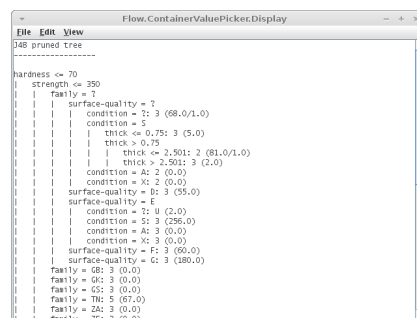 Flow.ContainerValuePicker.Display
File Edit View
J48 pruned tree
------------------
hardness <= 70
|   strength <= 350
|   |   family = ?
|   |   |   surface-quality = ?
|   |   |   |   condition = ?: 3 (68.0/1.0)
|   |   |   |   condition = S
|   |   |   |   |   thick <= 0.75: 3 (5.0)
|   |   |   |   |   thick > 0.75
|   |   |   |   |   |   thick <= 2.501: 2 (81.0/1.0)
|   |   |   |   |   |   thick > 2.501: 3 (2.0)
|   |   |   |   condition = A: 2 (0.0)
|   |   |   |   condition = X: 2 (0.0)
|   |   |   surface-quality = D: 3 (55.0)
|   |   |   surface-quality = E
|   |   |   |   condition = ?: U (2.0)
|   |   |   |   condition = S: 3 (256.0)
|   |   |   |   condition = A: 3 (0.0)
|   |   |   |   condition = X: 3 (0.0)
|   |   |   surface-quality = F: 3 (60.0)
|   |   |   surface-quality = G: 3 (180.0)
|   |   family = GB: 3 (0.0)
|   |   family = GK: 3 (0.0)
|   |   family = GS: 3 (0.0)
|   |   family = TN: 5 (67.0)
|   |   family = ZA: 3 (0.0)